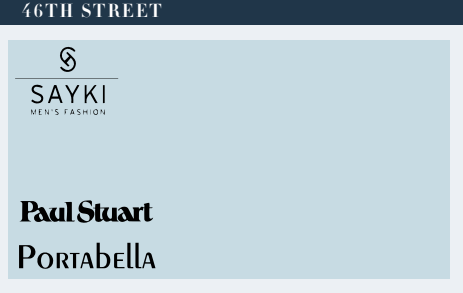 46TH STREET
SAYKI
MEN'S FASHION
Paul Stuart
PORTAbELLA